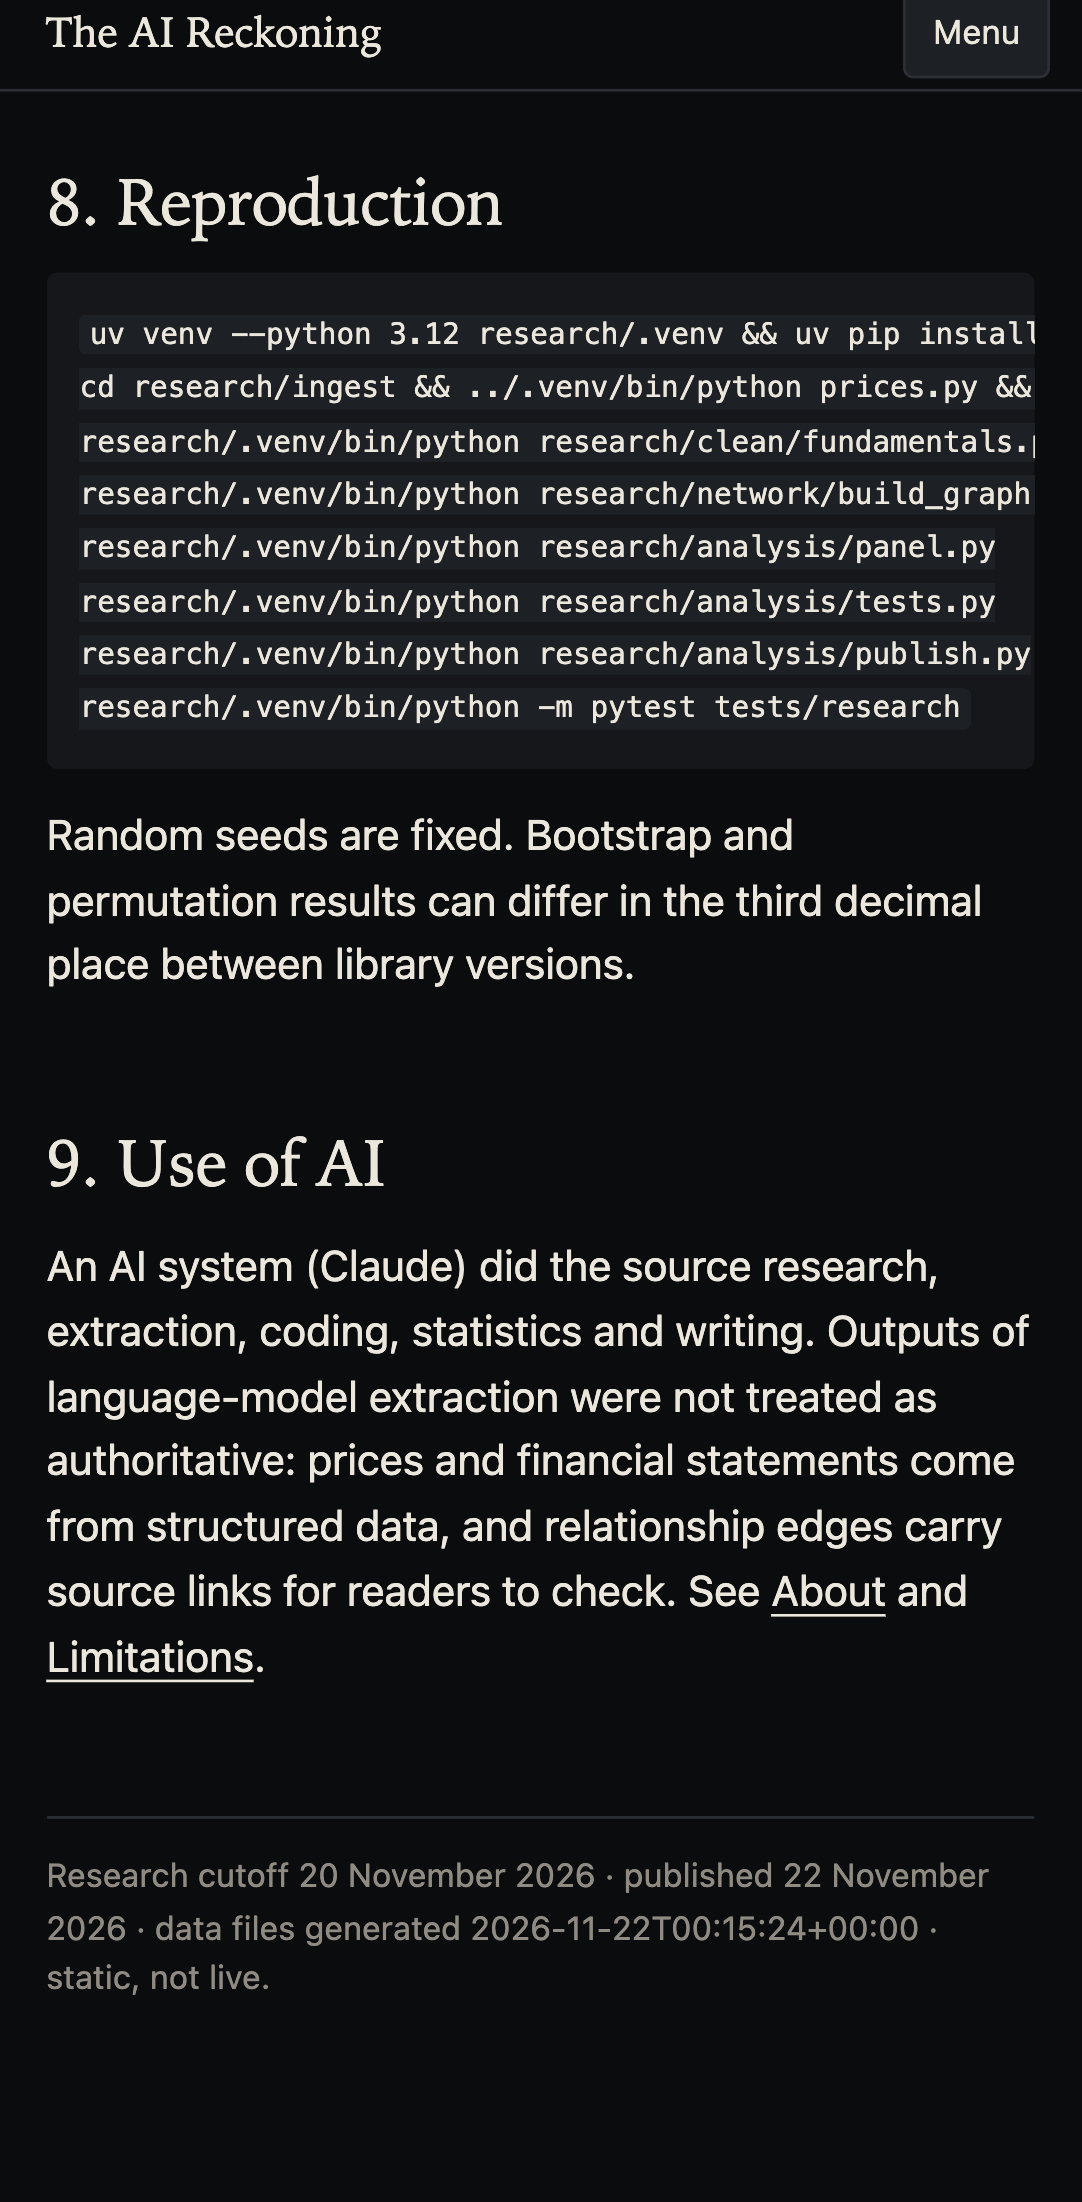 The AI Reckoning
Menu
8. Reproduction
uv venv --python 3.12 research/.venv && uv pip install
cd research/ingest && ../.venv/bin/python prices.py &&
research/.venv/bin/python research/clean/fundamentals.
research/.venv/bin/python research/network/build_graph
research/.venv/bin/python research/analysis/panel.py
research/.venv/bin/python research/analysis/tests.py
research/.venv/bin/python research/analysis/publish.py
research/.venv/bin/python -m pytest tests/research
Random seeds are fixed. Bootstrap and
permutation results can differ in the third decimal
place between library versions.
9. Use of AI
An AI system (Claude) did the source research,
extraction, coding, statistics and writing. Outputs of
language-model extraction were not treated as
authoritative: prices and financial statements come
from structured data, and relationship edges carry
source links for readers to check. See About and
Limitations.
Research cutoff 20 November 2026 · published 22 November
2026 · data files generated 2026-11-22T00:15:24+00:00 ·
static, not live.